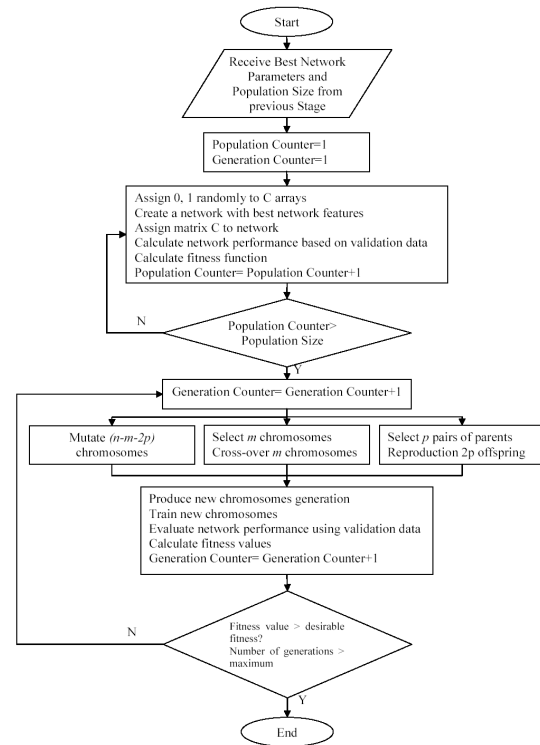 Start
Receive Best Network
Parameters and
Population Size from
previous Stage
Population Counter=1
Generation Counter=1
Assign 0, 1 randomly to C arrays
Create a network with best network features
Assign matrix C to network
Calculate network performance based on validation data
Calculate fitness function
Population Counter= Population Counter+1
N
Population Counter>
Population Size
Y
Generation Counter= Generation Counter+1
Mutate (n-m-2p)
chromosomes
Select m chromosomes
Cross-over m chromosomes
Select p pairs of parents
Reproduction 2p offspring
Produce new chromosomes generation
Train new chromosomes
Evaluate network performance using validation data
Calculate fitness values
Generation Counter= Generation Counter+1
N
Fitness value > desirable
fitness?
Number of generations >
maximum
Y
End